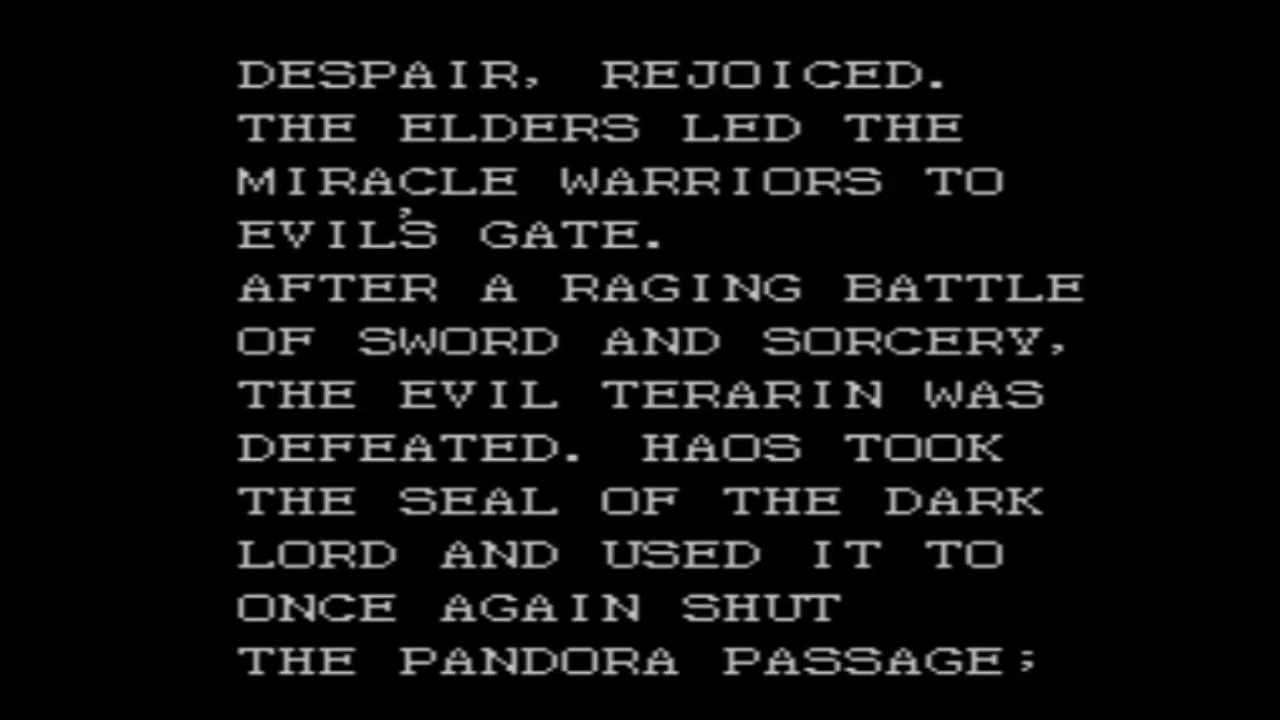 DESPAIR, REJOICED.
THE ELDERS LED THE
MIRACLE WARRIORS TO
EVIL'S GATE.
AFTER A RAGING BATTLE
OF SWORD AND SORCERY,
THE EVIL TERARIN WAS
DEFEATED. HAOS TOOK
THE SEAL OF THE DARK
LORD AND USED IT TO
ONCE AGAIN SHUT
THE PANDORA PASSAGE;